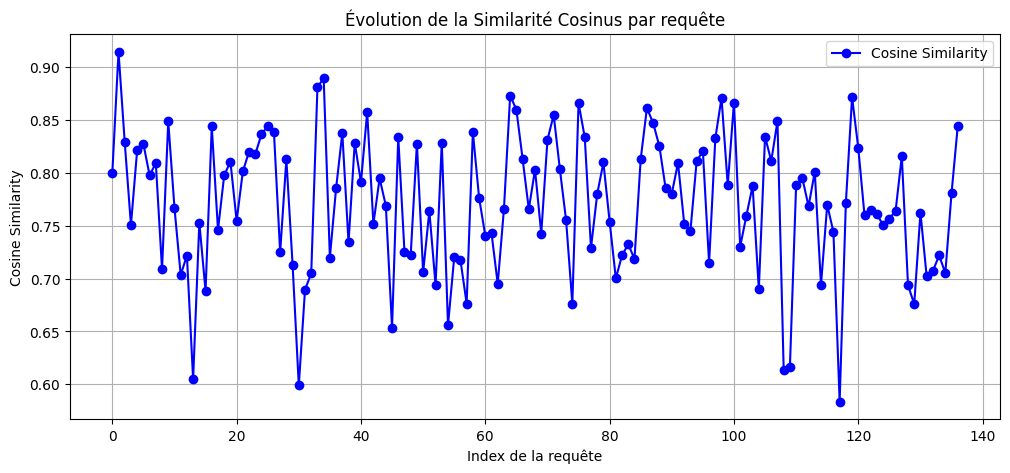 Évolution de la Similarité Cosinus par requête
Cosine Similarity
0.90
0.85
0.80
0.75
0.70
0.65
0.60
Cosine Similarity
0 20 40 60 80 100 120 140
Index de la requête